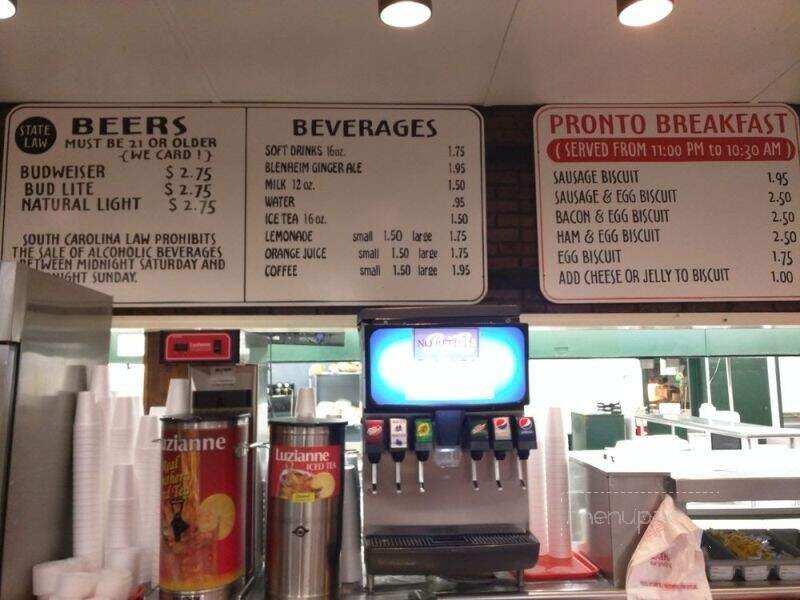 STATE LAW
BEERS
MUST BE 21 OR OLDER
{WE CARD!}
BUDWEISER $ 2.75
BUD LITE $ 2.75
NATURAL LIGHT $ 2.75
SOUTH CAROLINA LAW PROHIBITS
THE SALE OF ALCOHOLIC BEVERAGES
BETWEEN MIDNIGHT SATURDAY AND
MIDNIGHT SUNDAY.
BEVERAGES
SOFT DRINKS 16oz. 1.75
BLENHEIM GINGER ALE 1.95
MILK 12 oz. 1.50
WATER .95
ICE TEA 16 oz. 1.50
LEMONADE small 1.50 large 1.75
ORANGE JUICE small 1.50 large 1.75
COFFEE small 1.50 large 1.95
PRONTO BREAKFAST
( SERVED FROM 11:00 PM to 10:30 AM )
SAUSAGE BISCUIT 1.95
SAUSAGE & EGG BISCUIT 2.50
BACON & EGG BISCUIT 2.50
HAM & EGG BISCUIT 2.50
EGG BISCUIT 1.75
ADD CHEESE OR JELLY TO BISCUIT 1.00
NO REFILLS
uzianne
Real
Luzianne
ICED TEA
menupix